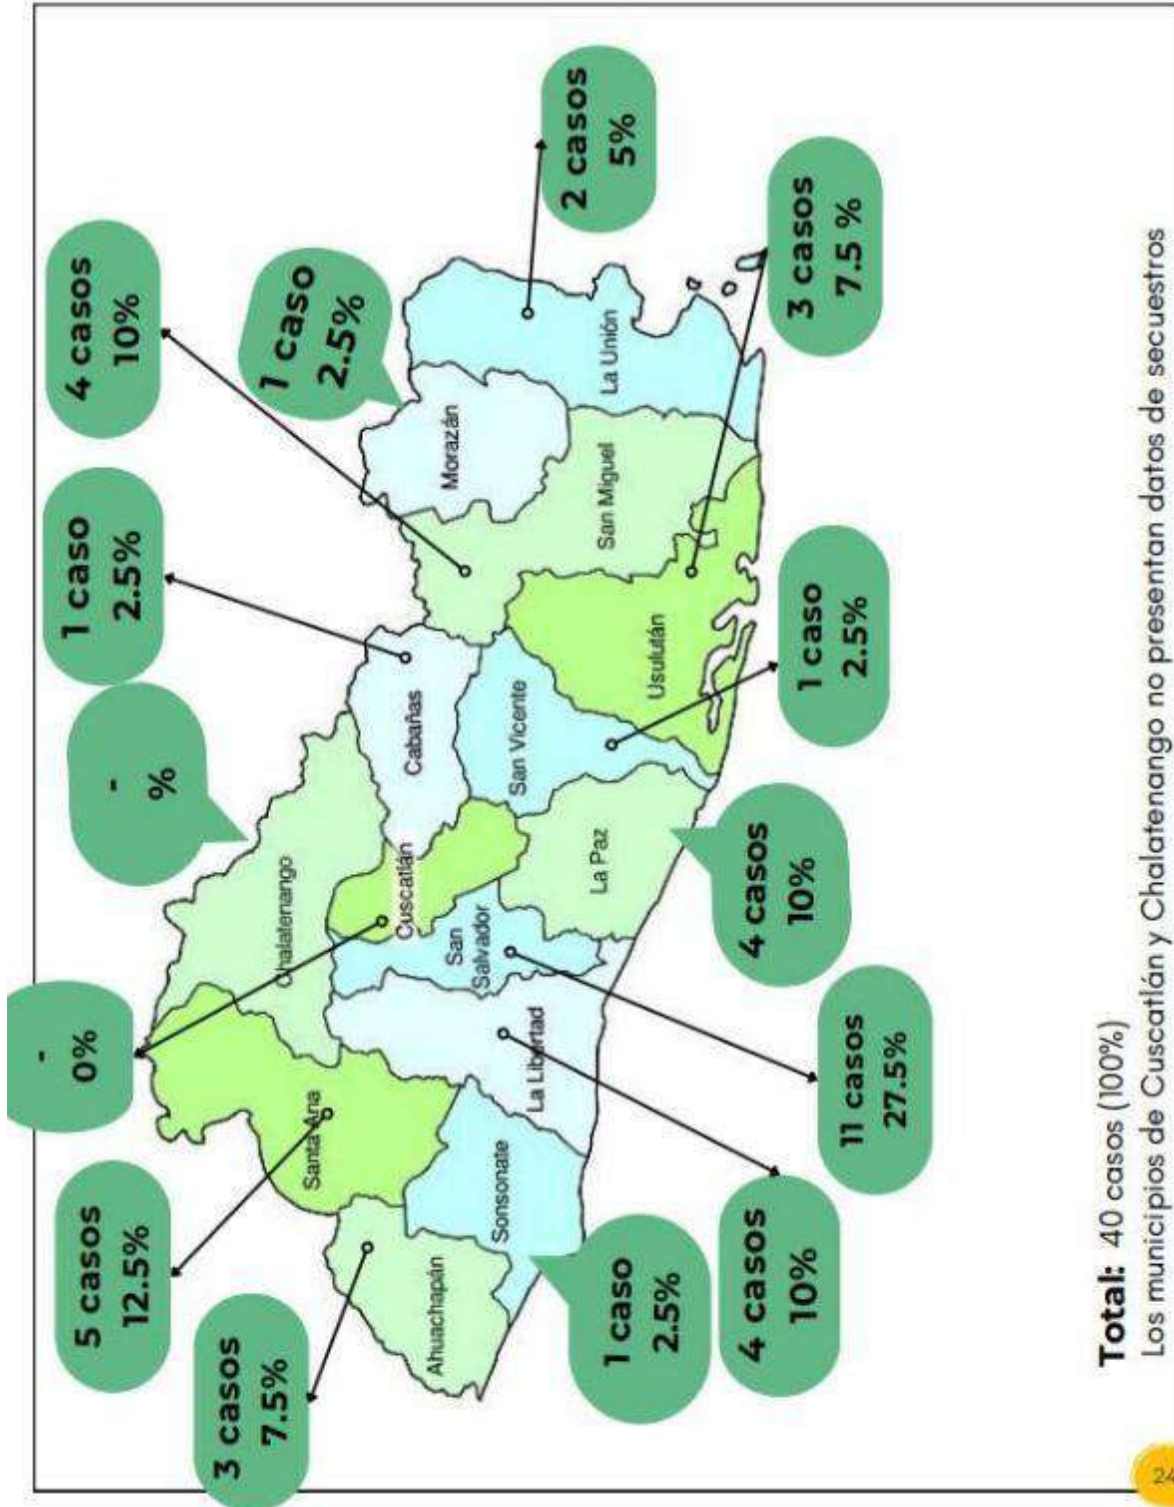 -
0%
-
%
1 caso
2.5%
4 casos
10%
5 casos
12.5%
3 casos
7.5%
1 caso
2.5%
2 casos
5%
Chalatenango
Santa Ana
Ahuachapán
Sonsonate
La Libertad
San
Salvador
Cuscatlán
Cabañas
San Vicente
La Paz
Usulután
San Miguel
Morazán
La Unión
1 caso
2.5%
4 casos
10%
11 casos
27.5%
4 casos
10%
1 caso
2.5%
3 casos
7.5 %
Total: 40 casos (100%)
Los municipios de Cuscatlán y Chalatenango no presentan datos de secuestros
24